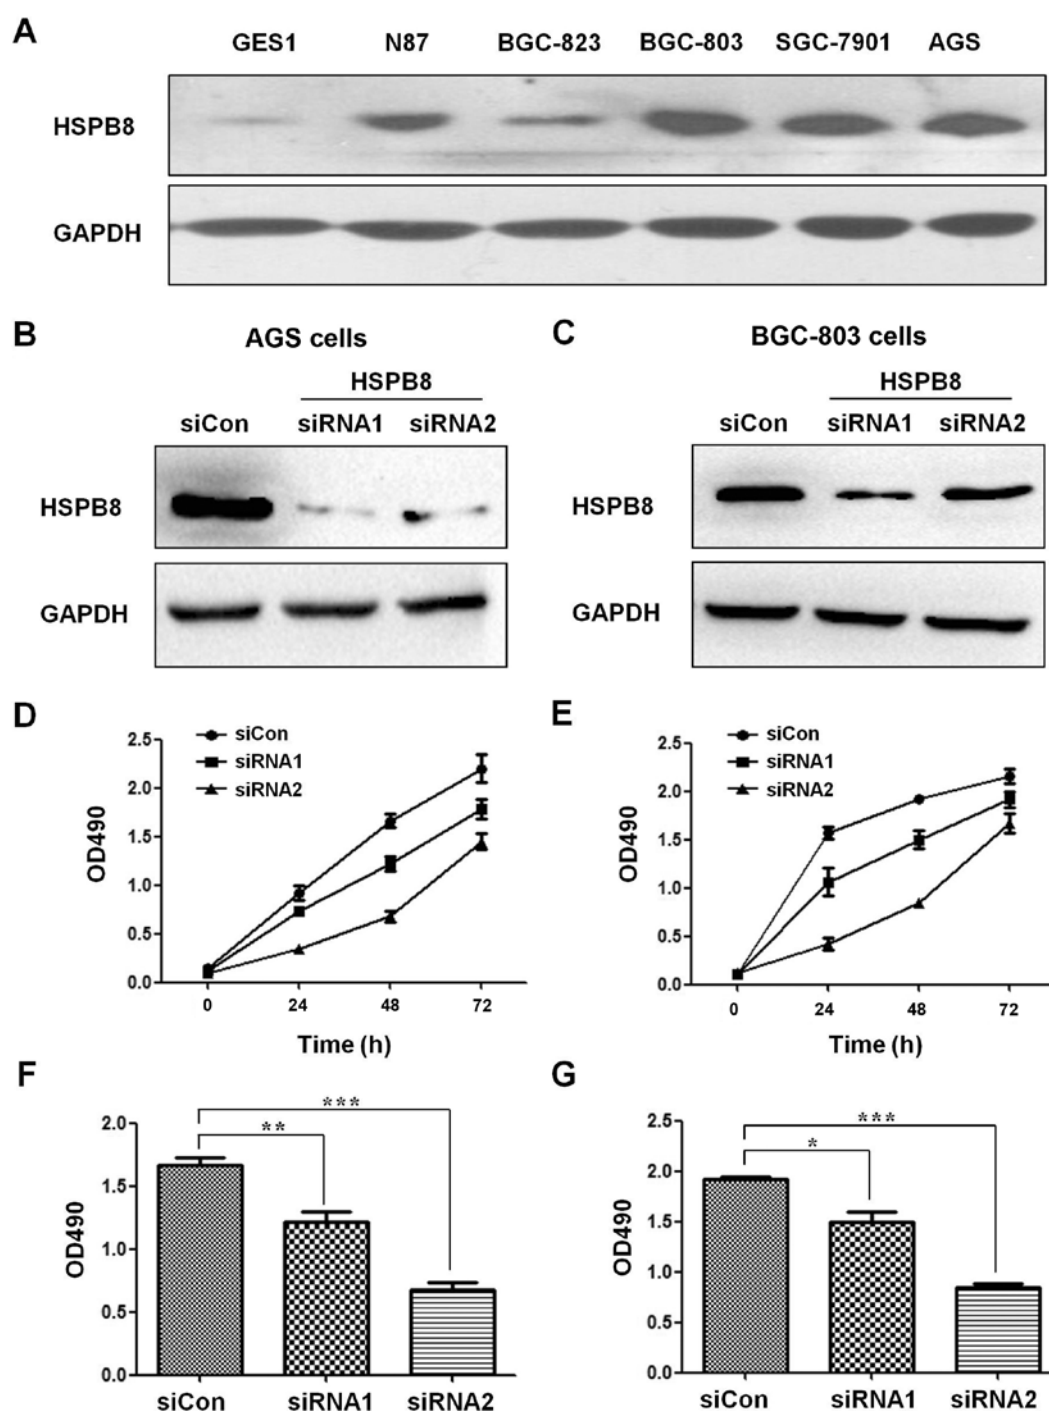 A
GES1 N87 BGC-823 BGC-803 SGC-7901 AGS
HSPB8
GAPDH
B
AGS cells
HSPB8
siCon siRNA1 siRNA2
HSPB8
GAPDH
C
BGC-803 cells
HSPB8
siCon siRNA1 siRNA2
HSPB8
GAPDH
D
siCon
siRNA1
siRNA2
OD490
2.5
2.0
1.5
1.0
0.5
0.0
0 24 48 72
Time (h)
E
siCon
siRNA1
siRNA2
OD490
2.5
2.0
1.5
1.0
0.5
0.0
0 24 48 72
Time (h)
F
***
**
OD490
2.0
1.5
1.0
0.5
0.0
siCon siRNA1 siRNA2
G
***
*
OD490
2.5
2.0
1.5
1.0
0.5
0.0
siCon siRNA1 siRNA2